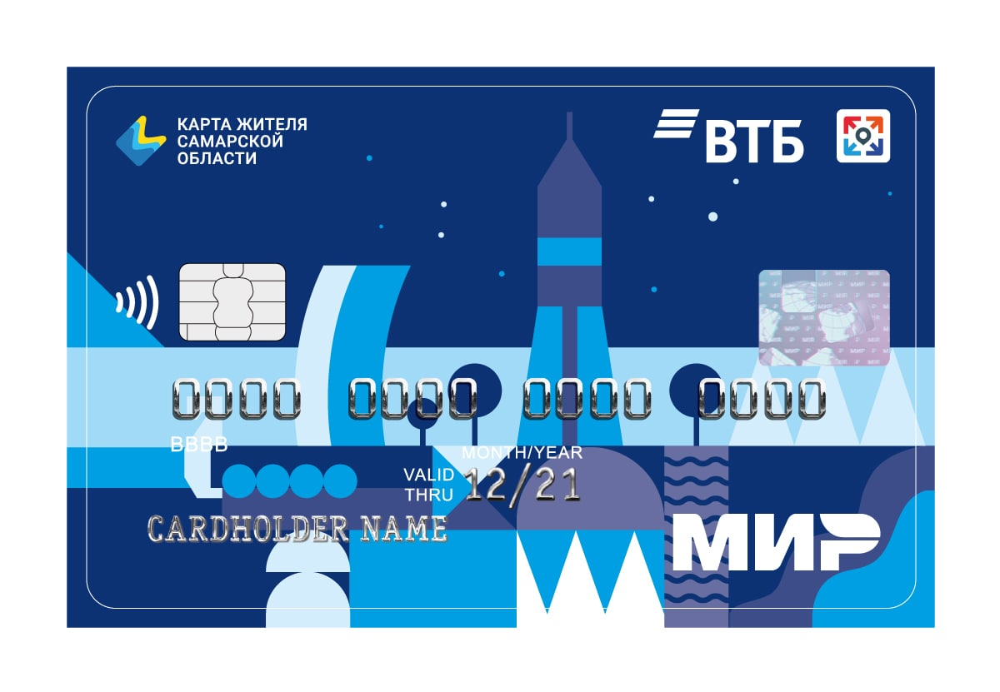 КАРТА ЖИТЕЛЯ
САМАРСКОЙ
ОБЛАСТИ
ВТБ
МИР
0000 0000 0000 0000
BBBB
MONTH/YEAR
VALID
THRU
12/21
CARDHOLDER NAME
МИР